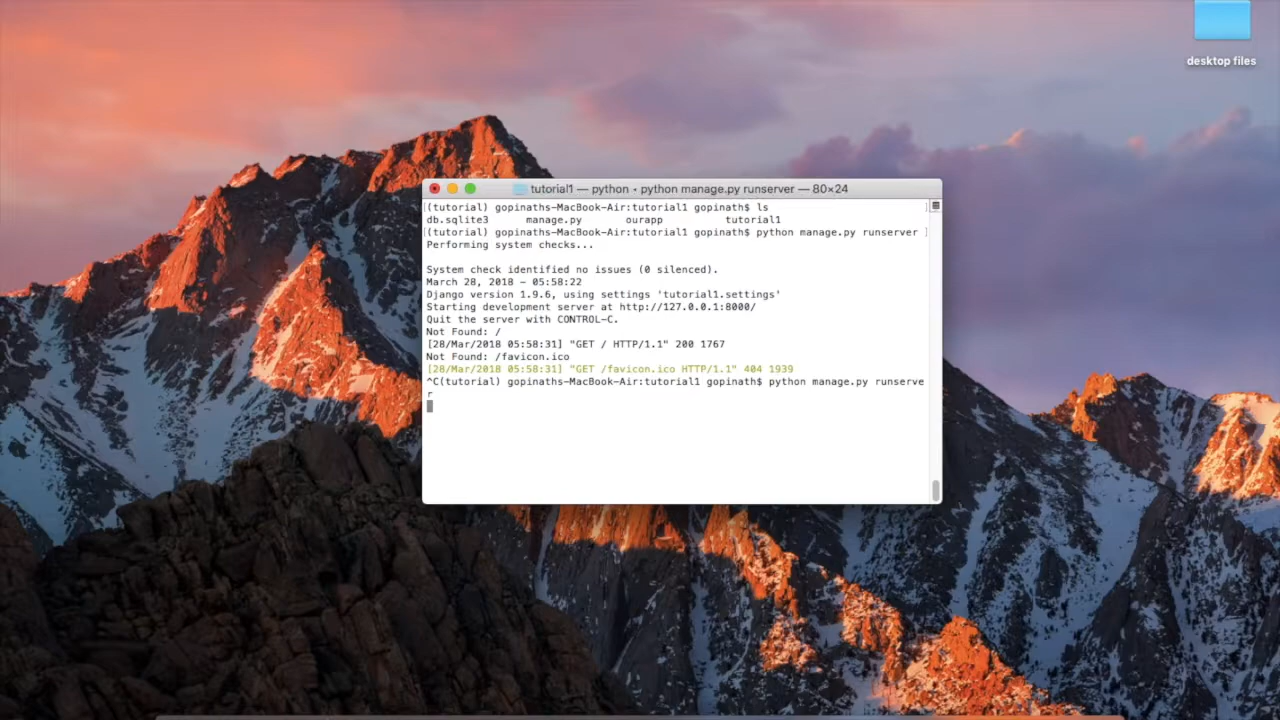 desktop files
tutorial1 — python • python manage.py runserver — 80×24
[(tutorial) gopinaths-MacBook-Air:tutorial1 gopinath$ ls ]
db.sqlite3 manage.py ourapp tutorial1
[(tutorial) gopinaths-MacBook-Air:tutorial1 gopinath$ python manage.py runserver ]
Performing system checks...
System check identified no issues (0 silenced).
March 28, 2018 - 05:58:22
Django version 1.9.6, using settings 'tutorial1.settings'
Starting development server at http://127.0.0.1:8000/
Quit the server with CONTROL-C.
Not Found: /
[28/Mar/2018 05:58:31] "GET / HTTP/1.1" 200 1767
Not Found: /favicon.ico
[28/Mar/2018 05:58:31] "GET /favicon.ico HTTP/1.1" 404 1939
^C(tutorial) gopinaths-MacBook-Air:tutorial1 gopinath$ python manage.py runserve
r